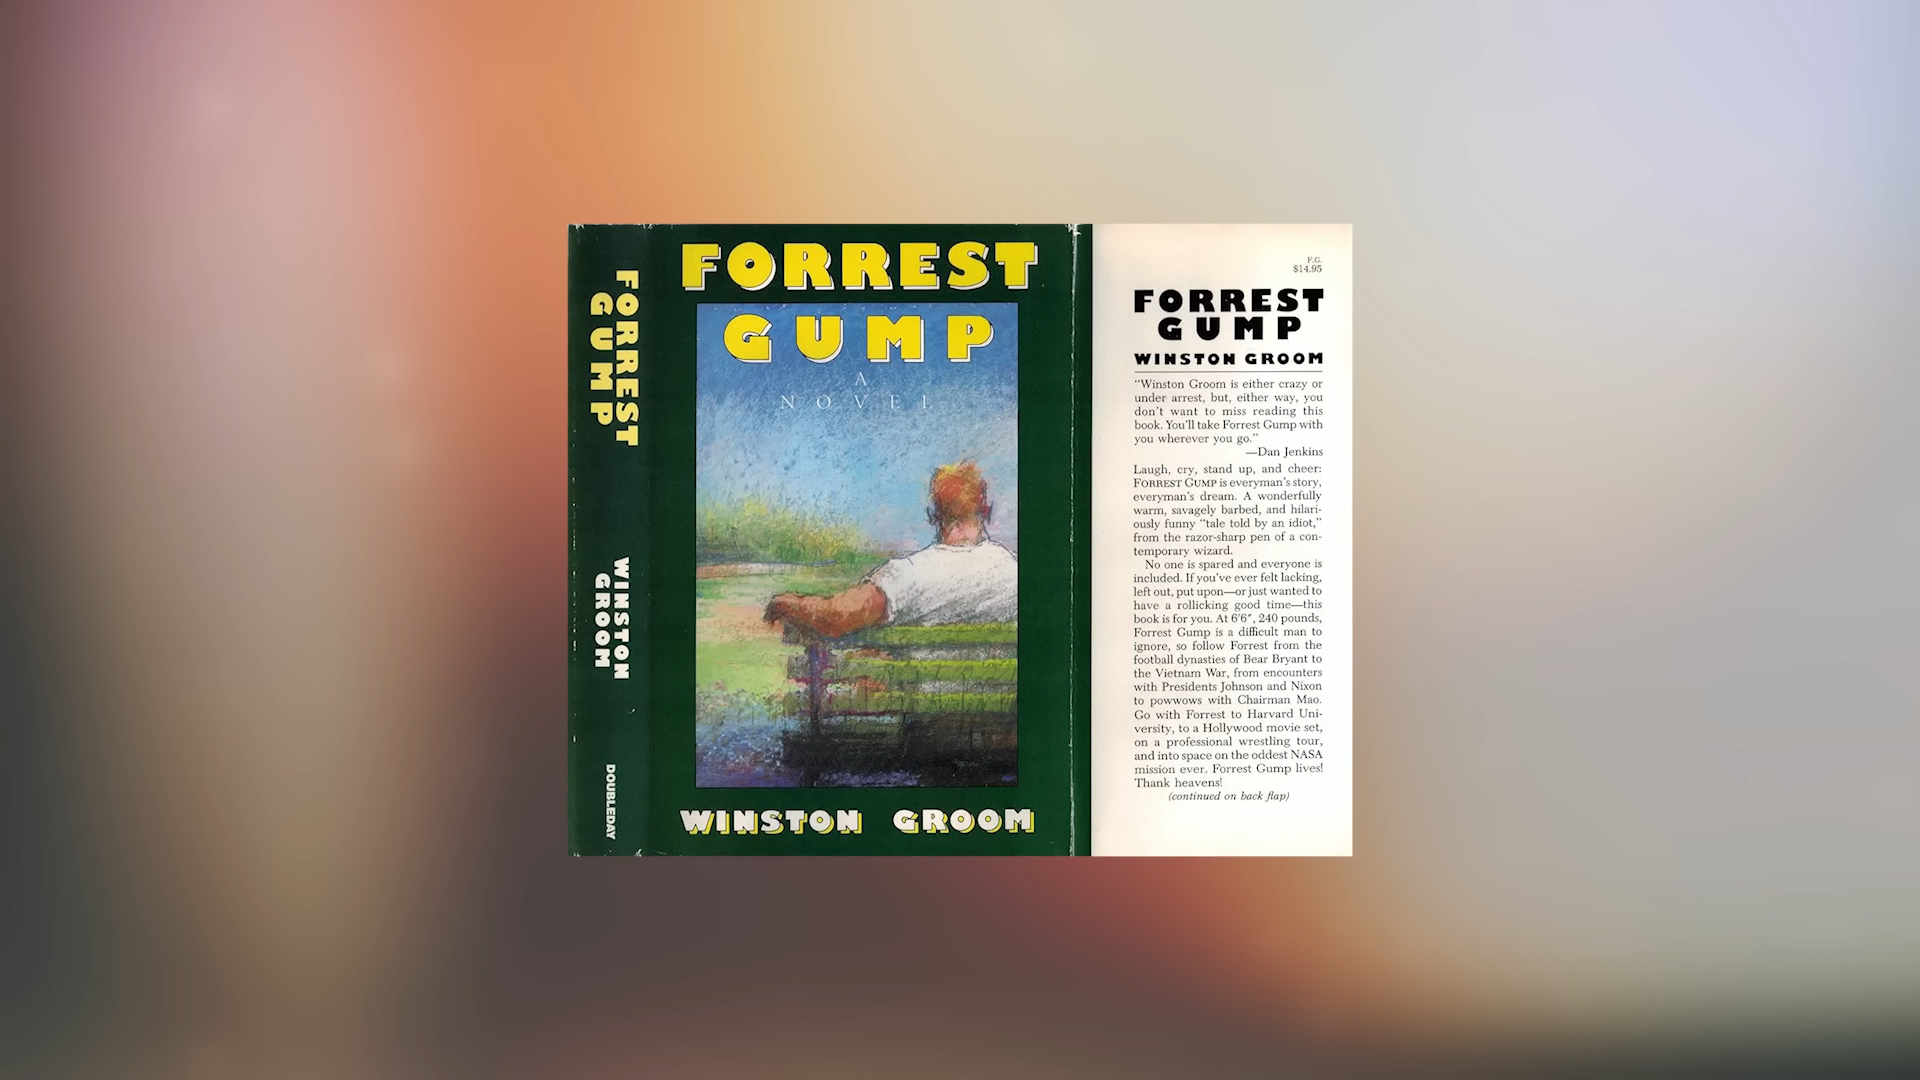 FORREST
GUMP
WINSTON
GROOM
DOUBLEDAY
FORREST
GUMP
A
NOVEL
WINSTON GROOM
F.G.
$14.95
FORREST
GUMP
WINSTON GROOM
“Winston Groom is either crazy or
under arrest, but, either way, you
don’t want to miss reading this
book. You’ll take Forrest Gump with
you wherever you go.”
—Dan Jenkins
Laugh, cry, stand up, and cheer:
FORREST GUMP is everyman’s story,
everyman’s dream. A wonderfully
warm, savagely barbed, and hilari-
ously funny “tale told by an idiot,”
from the razor-sharp pen of a con-
temporary wizard.
No one is spared and everyone is
included. If you’ve ever felt lacking,
left out, put upon—or just wanted to
have a rollicking good time—this
book is for you. At 6′6″, 240 pounds,
Forrest Gump is a difficult man to
ignore, so follow Forrest from the
football dynasties of Bear Bryant to
the Vietnam War, from encounters
with Presidents Johnson and Nixon
to powwows with Chairman Mao.
Go with Forrest to Harvard Uni-
versity, to a Hollywood movie set,
on a professional wrestling tour,
and into space on the oddest NASA
mission ever. Forrest Gump lives!
Thank heavens!
(continued on back flap)